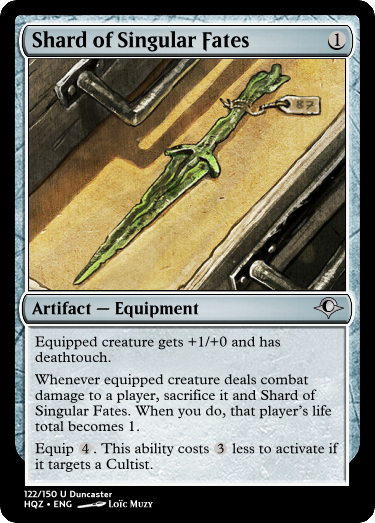 Shard of Singular Fates 1
87
Artifact — Equipment
Equipped creature gets +1/+0 and has
deathtouch.
Whenever equipped creature deals combat
damage to a player, sacrifice it and Shard of
Singular Fates. When you do, that player's life
total becomes 1.
Equip 4. This ability costs 3 less to activate if
it targets a Cultist.
122/150 U Duncaster
HQZ • ENG Loïc Muzy